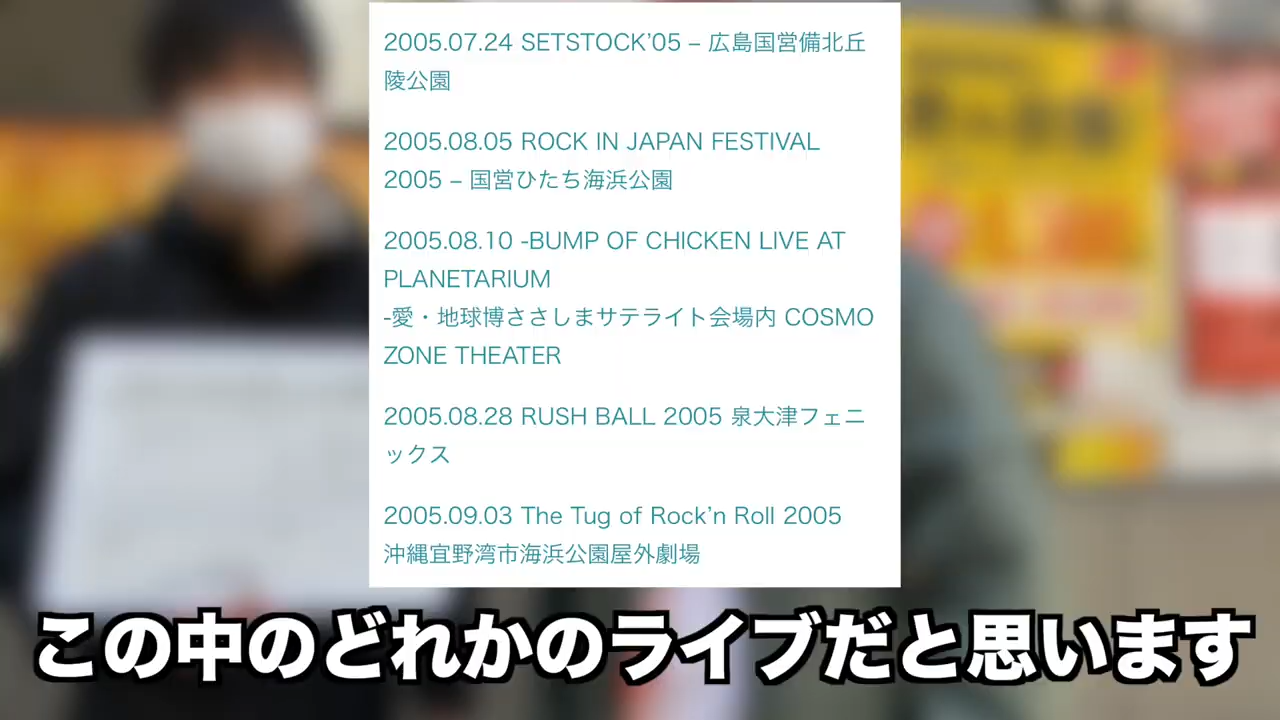 2005.07.24 SETSTOCK’05 – 広島国営備北丘
陵公園
2005.08.05 ROCK IN JAPAN FESTIVAL
2005 – 国営ひたち海浜公園
2005.08.10 -BUMP OF CHICKEN LIVE AT
PLANETARIUM
-愛・地球博ささしまサテライト会場内 COSMO
ZONE THEATER
2005.08.28 RUSH BALL 2005 泉大津フェニ
ックス
2005.09.03 The Tug of Rock’n Roll 2005
沖縄宜野湾市海浜公園屋外劇場
この中のどれかのライブだと思います